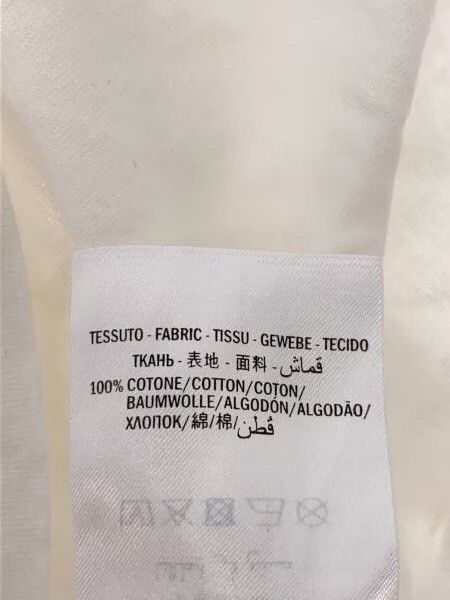 TESSUTO - FABRIC - TISSU - GEWEBE - TECIDO
ТКАНЬ - 表地 - 面料 - قماش
100% COTONE/COTTON/COTON/
BAUMWOLLE/ALGODÓN/ALGODÃO/
ХЛОПОК/綿/棉/قطن